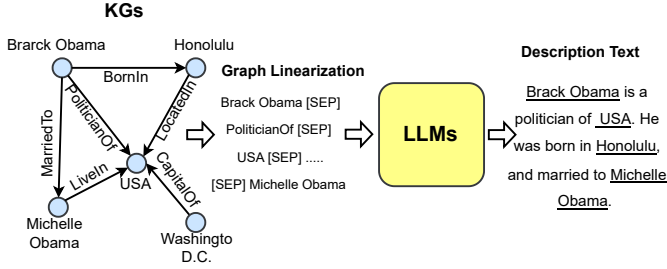 KGs
Brarck Obama
Honolulu
BornIn
MarriedTo
PoliticianOf
LocatedIn
LiveIn
USA
CapitalOf
Michelle
Obama
Washingto
D.C.
Graph Linearization
Brack Obama [SEP]
PoliticianOf [SEP]
USA [SEP] .....
[SEP] Michelle Obama
LLMs
Description Text
Brack Obama is a
politician of USA. He
was born in Honolulu,
and married to Michelle
Obama.